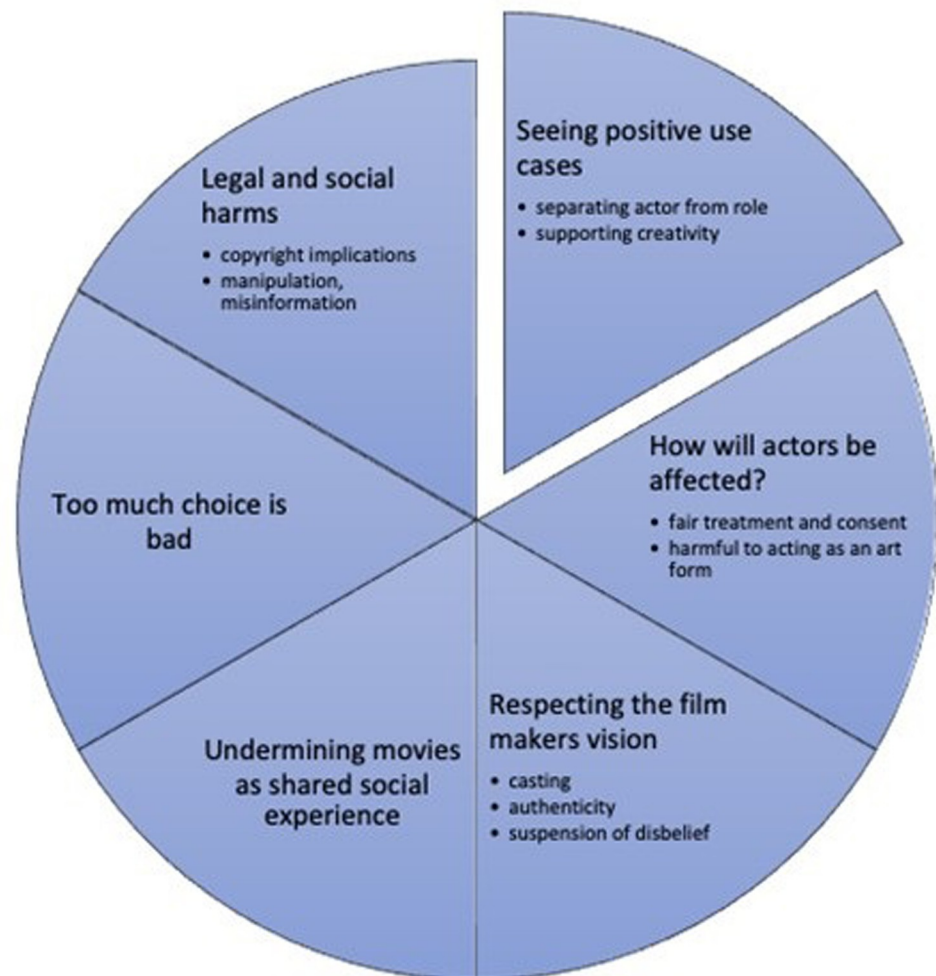 Seeing positive use
cases
• separating actor from role
• supporting creativity
How will actors be
affected?
• fair treatment and consent
• harmful to acting as an art
form
Respecting the film
makers vision
• casting
• authenticity
• suspension of disbelief
Undermining movies
as shared social
experience
Too much choice is
bad
Legal and social
harms
• copyright implications
• manipulation,
misinformation